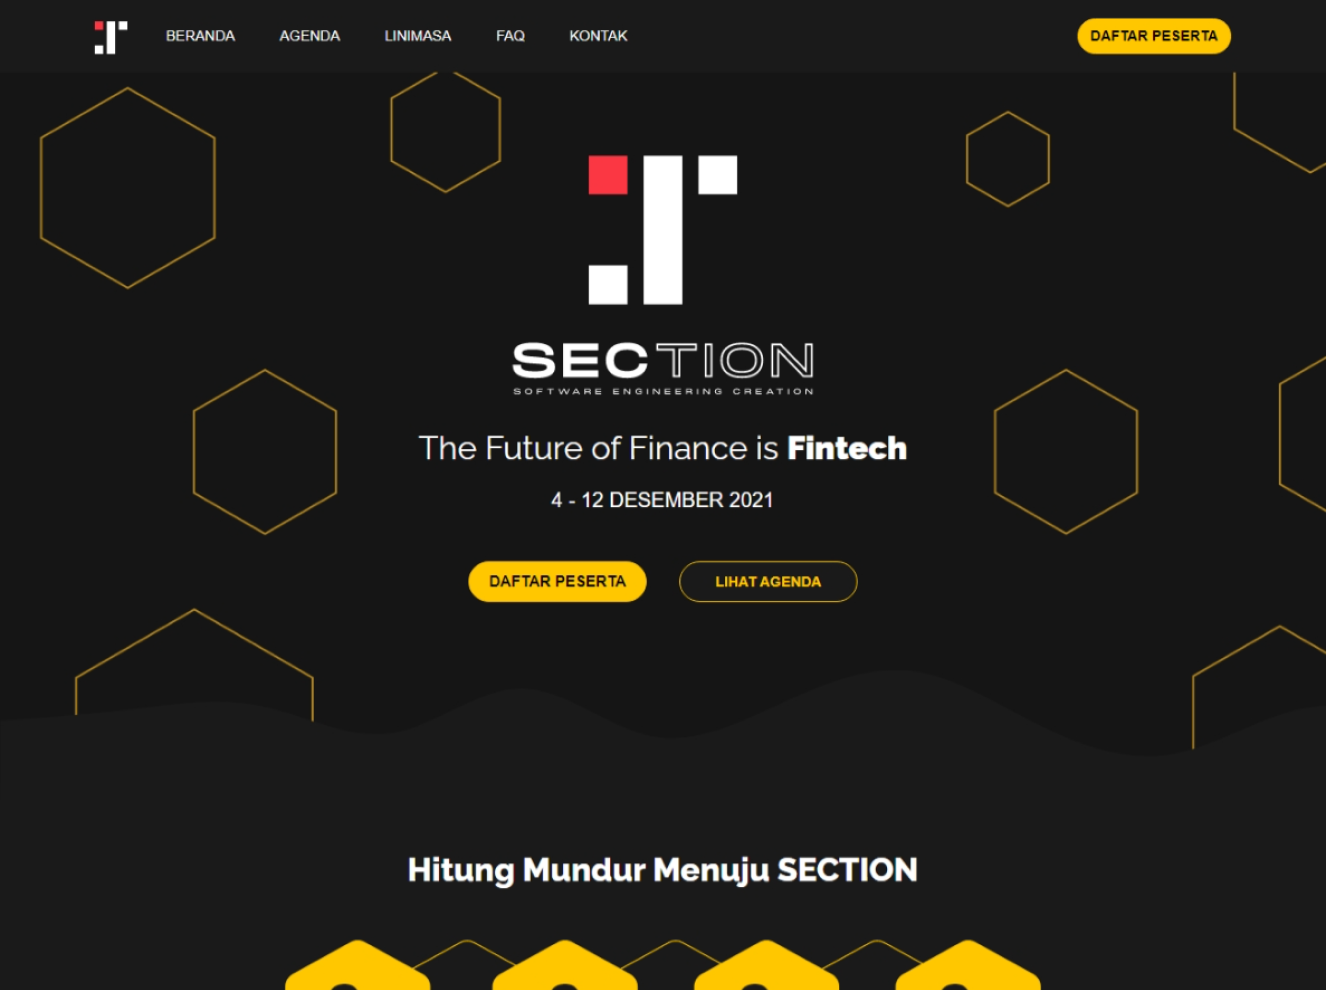 BERANDA AGENDA LINIMASA FAQ KONTAK DAFTAR PESERTA
SECTION
SOFTWARE ENGINEERING CREATION
The Future of Finance is Fintech
4 - 12 DESEMBER 2021
DAFTAR PESERTA LIHAT AGENDA
Hitung Mundur Menuju SECTION